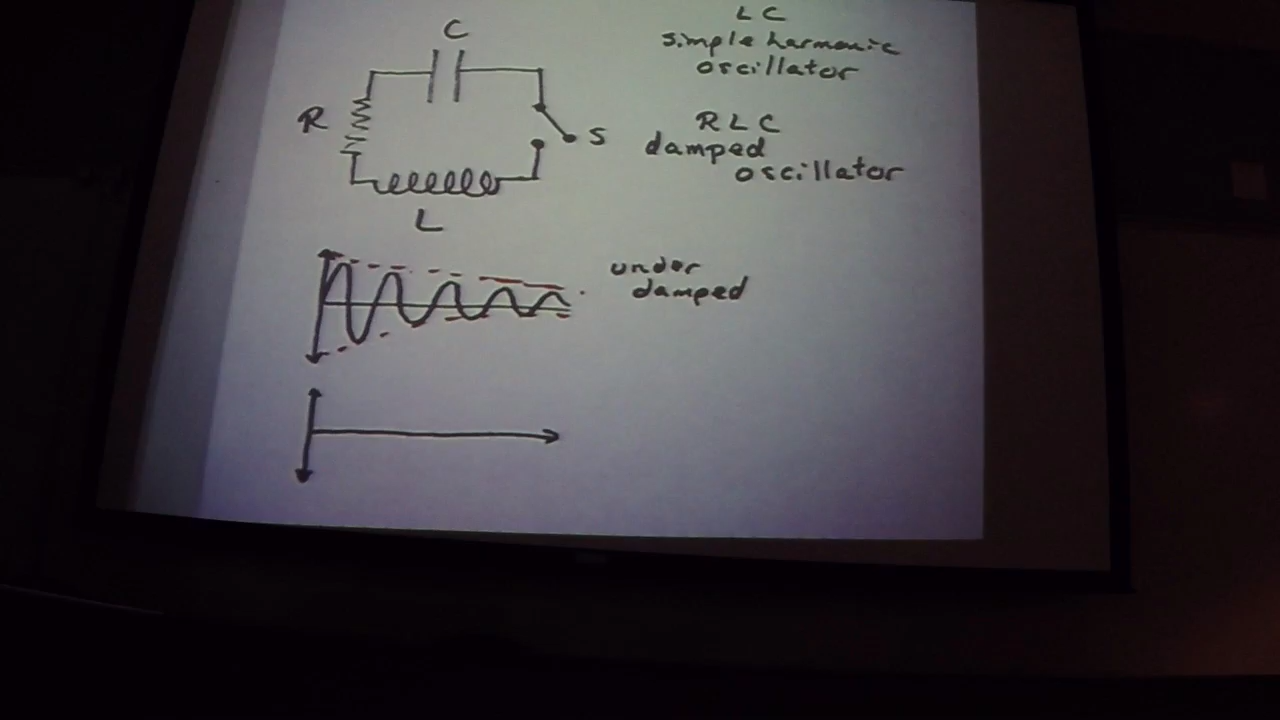 C
R
S
L
LC
simple harmonic
oscillator
RLC
damped
oscillator
under
damped